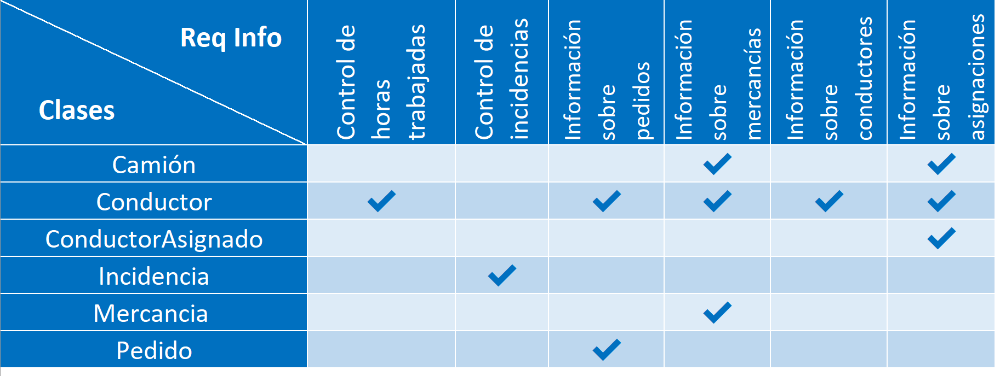 Req Info
Clases
Control de
horas
trabajadas
Control de
incidencias
Información
sobre
pedidos
Información
sobre
mercancías
Información
sobre
conductores
Información
sobre
asignaciones
Camión
Conductor
ConductorAsignado
Incidencia
Mercancia
Pedido